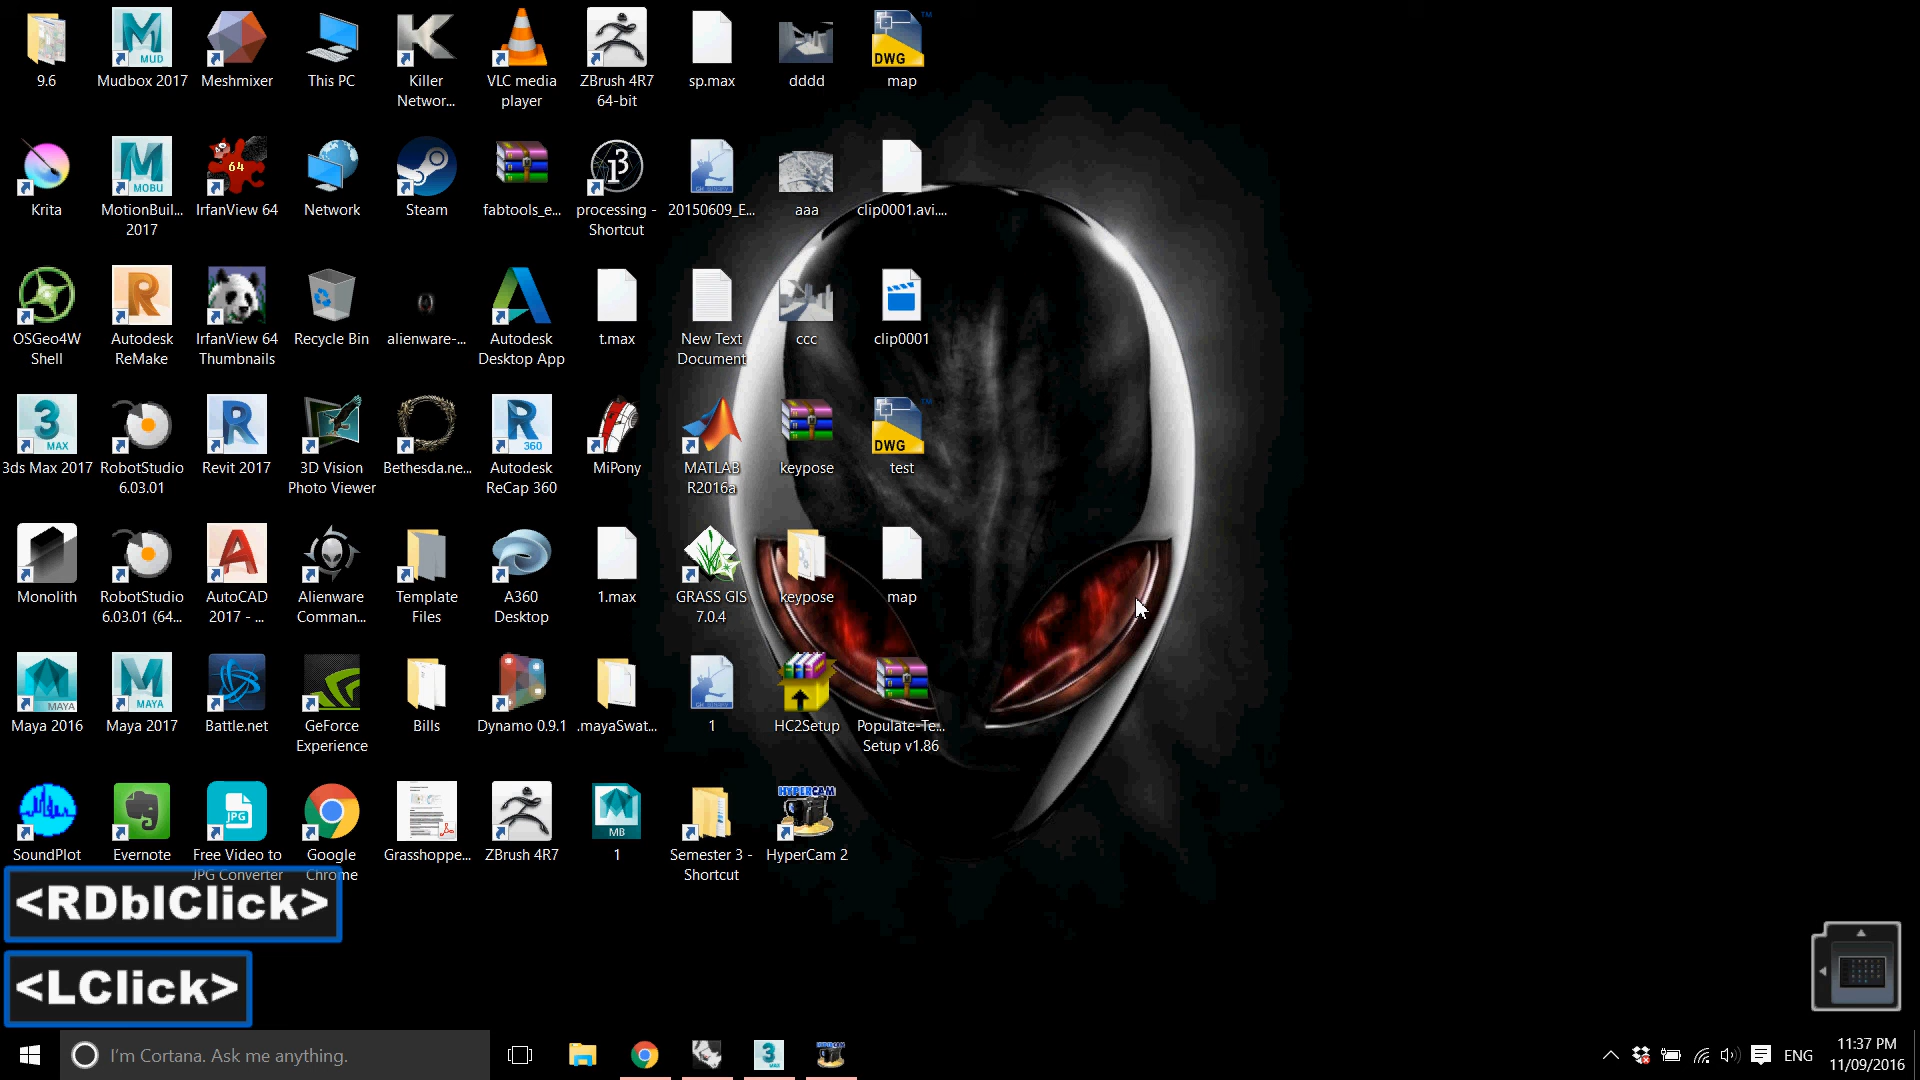 9.6
Mudbox 2017
Meshmixer
This PC
Killer
Networ...
VLC media
player
ZBrush 4R7
64-bit
sp.max
dddd
map
Krita
MotionBuil...
2017
IrfanView 64
Network
Steam
fabtools_e...
processing -
Shortcut
20150609_E...
aaa
clip0001.avi....
OSGeo4W
Shell
Autodesk
ReMake
IrfanView 64
Thumbnails
Recycle Bin
alienware-...
Autodesk
Desktop App
t.max
New Text
Document
ccc
clip0001
3ds Max 2017
RobotStudio
6.03.01
Revit 2017
3D Vision
Photo Viewer
Bethesda.ne...
Autodesk
ReCap 360
MiPony
MATLAB
R2016a
keypose
test
Monolith
RobotStudio
6.03.01 (64...
AutoCAD
2017 - ...
Alienware
Comman...
Template
Files
A360
Desktop
1.max
GRASS GIS
7.0.4
keypose
map
Maya 2016
Maya 2017
Battle.net
GeForce
Experience
Bills
Dynamo 0.9.1
.mayaSwat...
1
HC2Setup
Populate-Te...
Setup v1.86
SoundPlot
Evernote
Free Video to
JPG Converter
Google
Chrome
Grasshoppe...
ZBrush 4R7
1
Semester 3 -
Shortcut
HyperCam 2
<RDblClick>
<LClick>
I'm Cortana. Ask me anything.
ENG
11:37 PM
11/09/2016